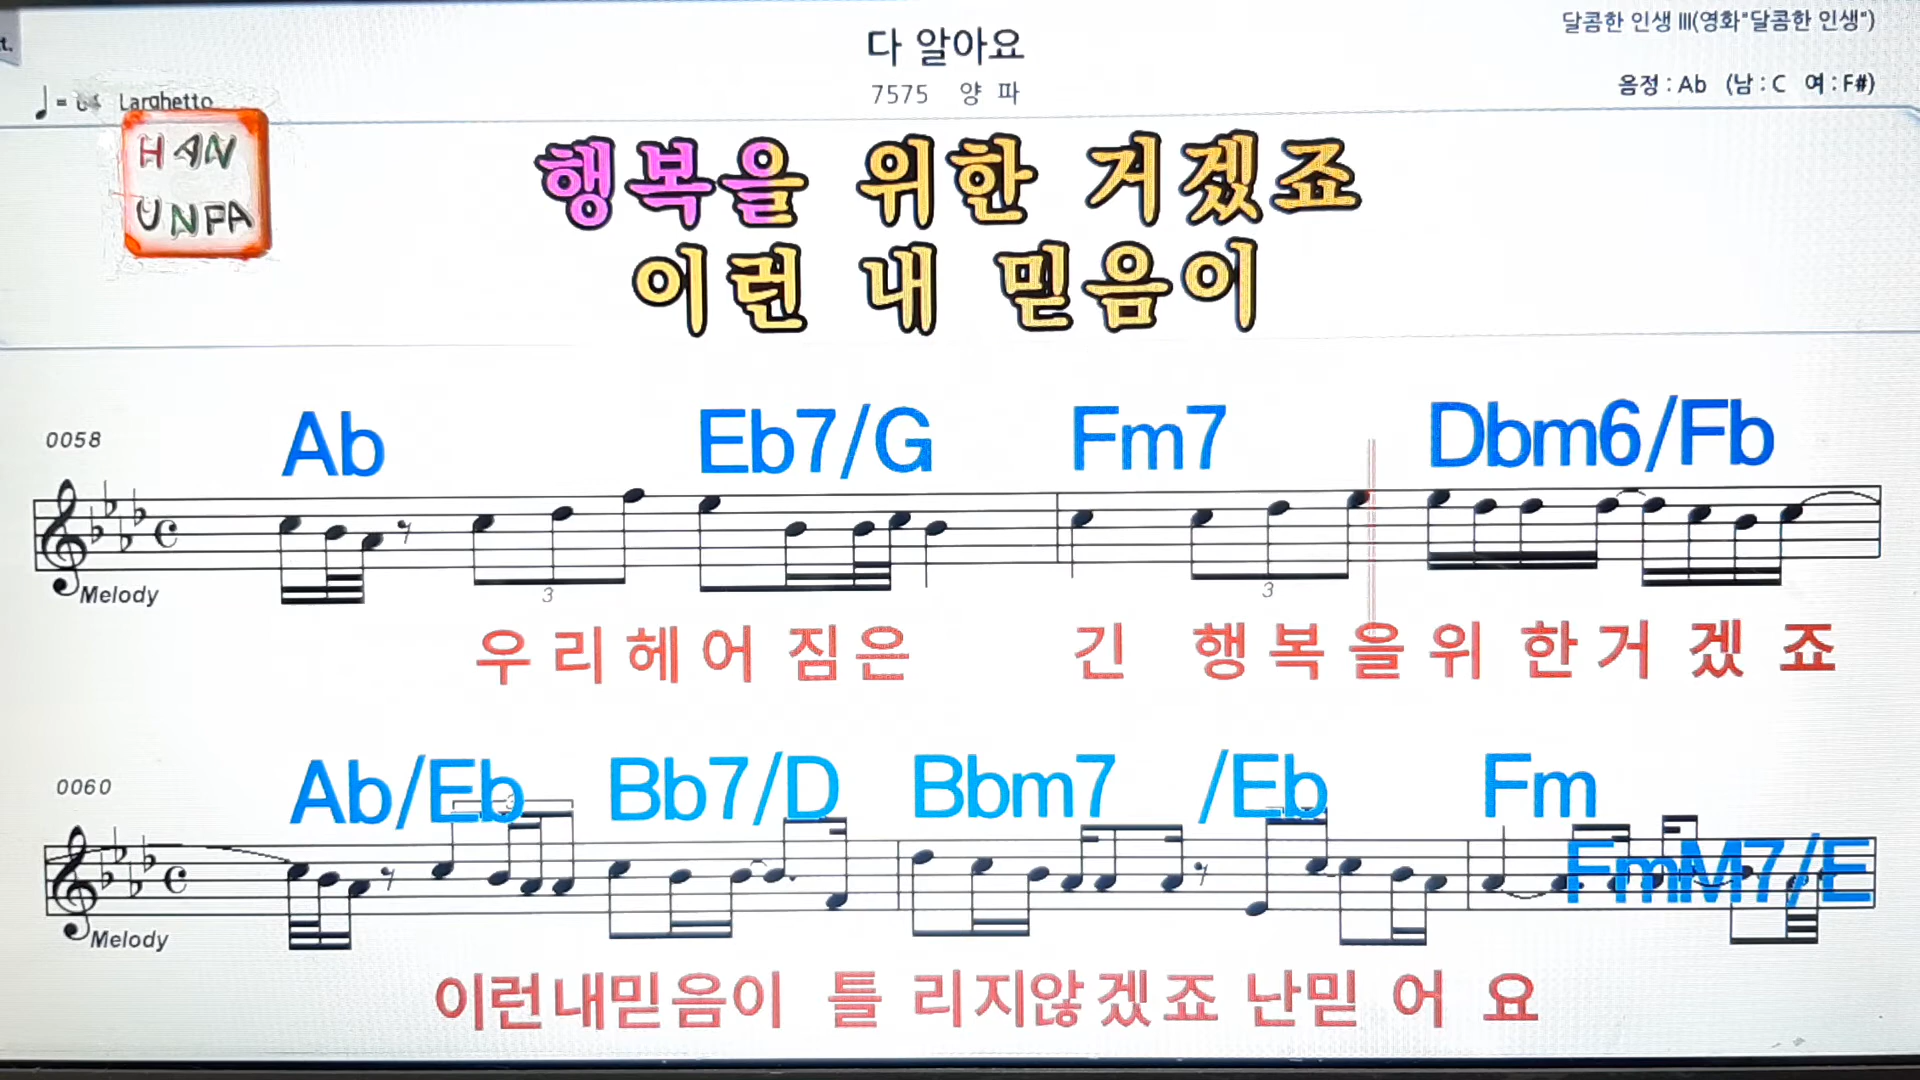 t.
다 알아요
달콤한 인생 III(영화"달콤한 인생")
7575 양 파
음정 : Ab (남 : C 여 : F#)
Larghetto
HAN
UNPA
행복을 위한 거겠죠
이런 내 믿음이
0058
Ab Eb7/G Fm7 Dbm6/Fb
3 3
Melody
우 리 헤 어 짐 은 긴 행 복 을 위 한 거 겠 죠
0060
Ab/Eb Bb7/D Bbm7 /Eb Fm
3
FmM7/E
Melody
이런내믿음이 틀 리지않겠죠 난믿 어 요